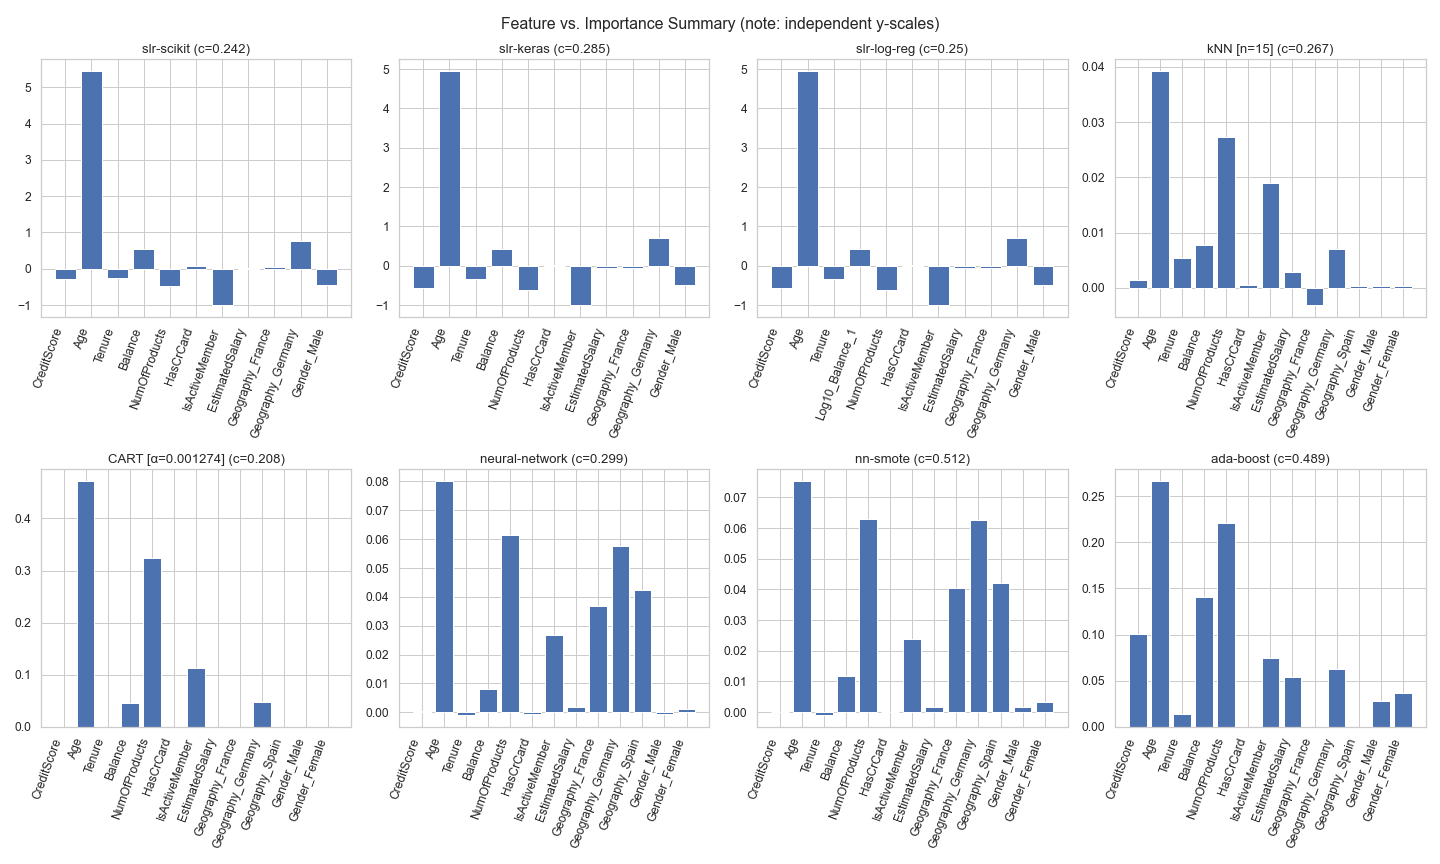 Feature vs. Importance Summary (note: independent y-scales)
slr-scikit (c=0.242)
5
4
3
2
1
0
−1
CreditScore
Age
Tenure
Balance
NumOfProducts
HasCrCard
IsActiveMember
EstimatedSalary
Geography_France
Geography_Germany
Gender_Male
slr-keras (c=0.285)
5
4
3
2
1
0
−1
CreditScore
Age
Tenure
Balance
NumOfProducts
HasCrCard
IsActiveMember
EstimatedSalary
Geography_France
Geography_Germany
Gender_Male
slr-log-reg (c=0.25)
5
4
3
2
1
0
−1
CreditScore
Age
Tenure
Log10_Balance_1
NumOfProducts
HasCrCard
IsActiveMember
EstimatedSalary
Geography_France
Geography_Germany
Gender_Male
kNN [n=15] (c=0.267)
0.04
0.03
0.02
0.01
0.00
CreditScore
Age
Tenure
Balance
NumOfProducts
HasCrCard
IsActiveMember
EstimatedSalary
Geography_France
Geography_Germany
Geography_Spain
Gender_Male
Gender_Female
CART [α=0.001274] (c=0.208)
0.4
0.3
0.2
0.1
0.0
CreditScore
Age
Tenure
Balance
NumOfProducts
HasCrCard
IsActiveMember
EstimatedSalary
Geography_France
Geography_Germany
Geography_Spain
Gender_Male
Gender_Female
neural-network (c=0.299)
0.08
0.07
0.06
0.05
0.04
0.03
0.02
0.01
0.00
CreditScore
Age
Tenure
Balance
NumOfProducts
HasCrCard
IsActiveMember
EstimatedSalary
Geography_France
Geography_Germany
Geography_Spain
Gender_Male
Gender_Female
nn-smote (c=0.512)
0.07
0.06
0.05
0.04
0.03
0.02
0.01
0.00
CreditScore
Age
Tenure
Balance
NumOfProducts
HasCrCard
IsActiveMember
EstimatedSalary
Geography_France
Geography_Germany
Geography_Spain
Gender_Male
Gender_Female
ada-boost (c=0.489)
0.25
0.20
0.15
0.10
0.05
0.00
CreditScore
Age
Tenure
Balance
NumOfProducts
HasCrCard
IsActiveMember
EstimatedSalary
Geography_France
Geography_Germany
Geography_Spain
Gender_Male
Gender_Female